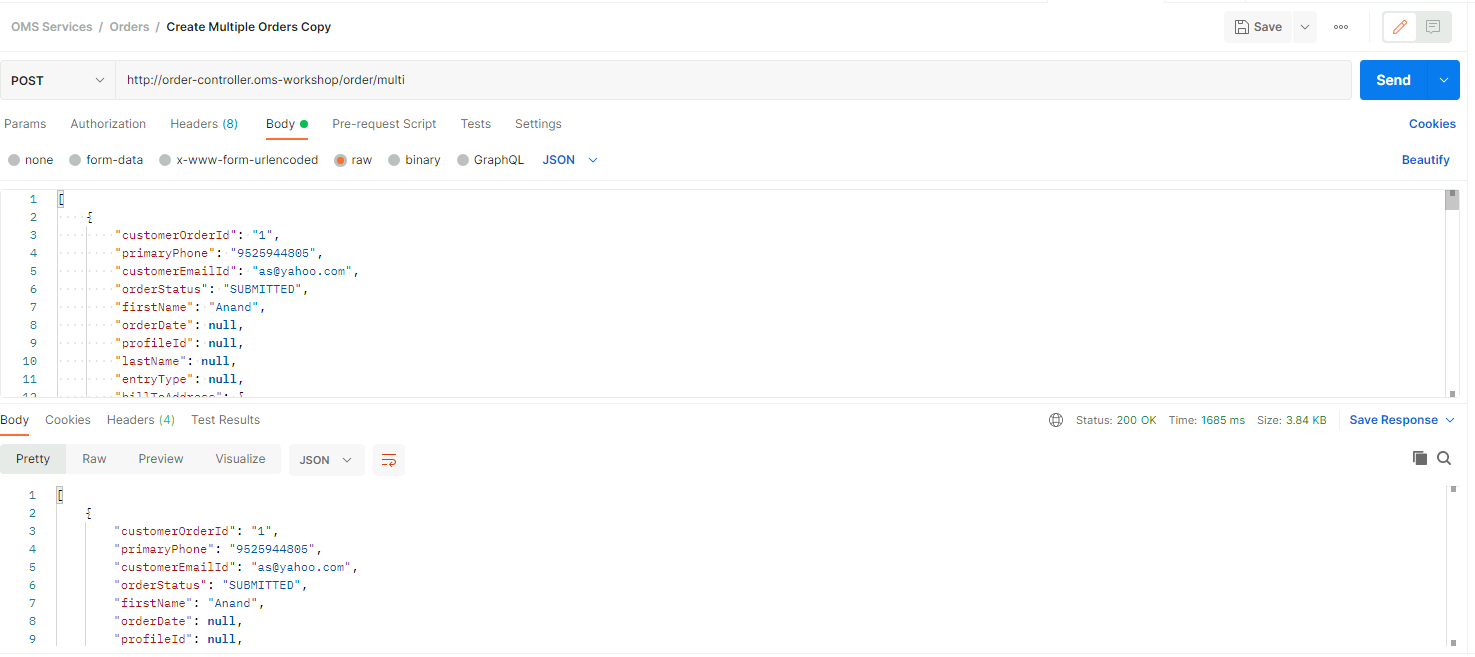 OMS Services / Orders / Create Multiple Orders Copy
Save
POST
http://order-controller.oms-workshop/order/multi
Send
Params Authorization Headers (8) Body Pre-request Script Tests Settings Cookies
none form-data x-www-form-urlencoded raw binary GraphQL JSON Beautify
1 [
2 {
3 "customerOrderId": "1",
4 "primaryPhone": "9525944805",
5 "customerEmailId": "as@yahoo.com",
6 "orderStatus": "SUBMITTED",
7 "firstName": "Anand",
8 "orderDate": null,
9 "profileId": null,
10 "lastName": null,
11 "entryType": null,
12 "billToAddress": {
Body Cookies Headers (4) Test Results Status: 200 OK Time: 1685 ms Size: 3.84 KB Save Response
Pretty Raw Preview Visualize JSON
1 [
2 {
3 "customerOrderId": "1",
4 "primaryPhone": "9525944805",
5 "customerEmailId": "as@yahoo.com",
6 "orderStatus": "SUBMITTED",
7 "firstName": "Anand",
8 "orderDate": null,
9 "profileId": null,